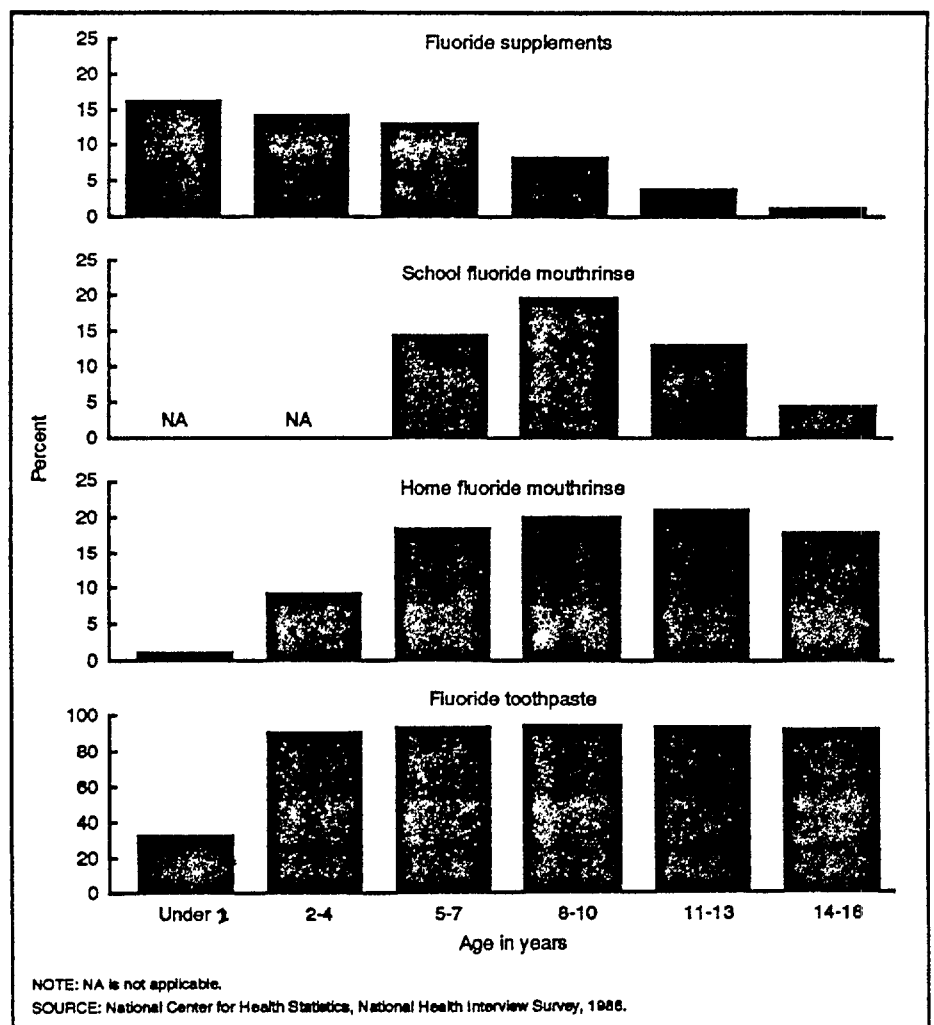 Fluoride supplements
25
20
15
10
5
0
School fluoride mouthrinse
25
20
15
10
5
0
NA NA
Percent
Home fluoride mouthrinse
25
20
15
10
5
0
Fluoride toothpaste
100
80
60
40
20
0
Under 2 2-4 5-7 8-10 11-13 14-16
Age in years
NOTE: NA is not applicable.
SOURCE: National Center for Health Statistics, National Health Interview Survey, 1986.